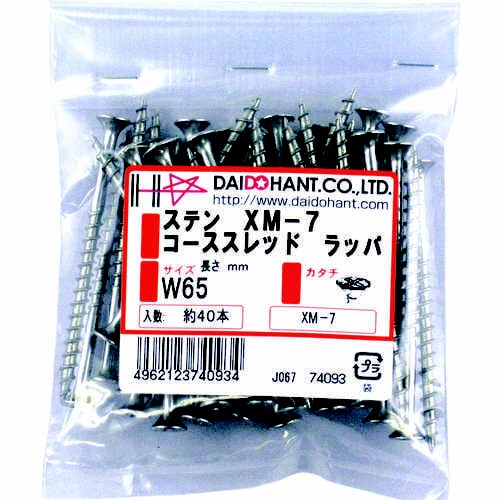 DAIDOHANT.CO.,LTD.
http://www.daidohant.com
ステン XM-7
コーススレッド ラッパ
サイズ 長さ mm
W65
カタチ
入数: 約40本
XM-7
4962123740934
J067 74093
プラ
袋